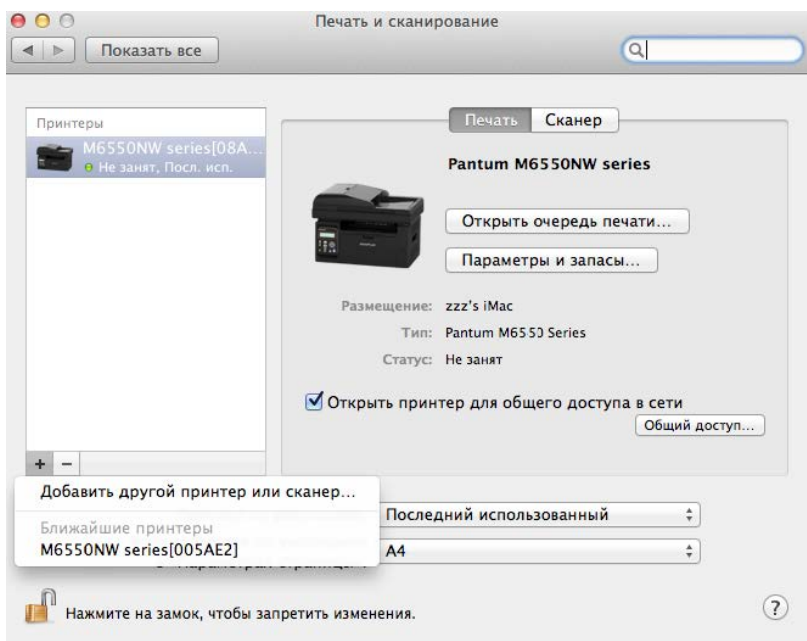 Печать и сканирование
Показать все
Принтеры
M6550NW series[08A...
Не занят, Посл. исп.
Печать Сканер
Pantum M6550NW series
Открыть очередь печати...
Параметры и запасы...
Размещение: zzz's iMac
Тип: Pantum M6550 Series
Статус: Не занят
Открыть принтер для общего доступа в сети
Общий доступ...
+ −
Добавить другой принтер или сканер...
Ближайшие принтеры
M6550NW series[005AE2]
Последний использованный
A4
Нажмите на замок, чтобы запретить изменения.
?